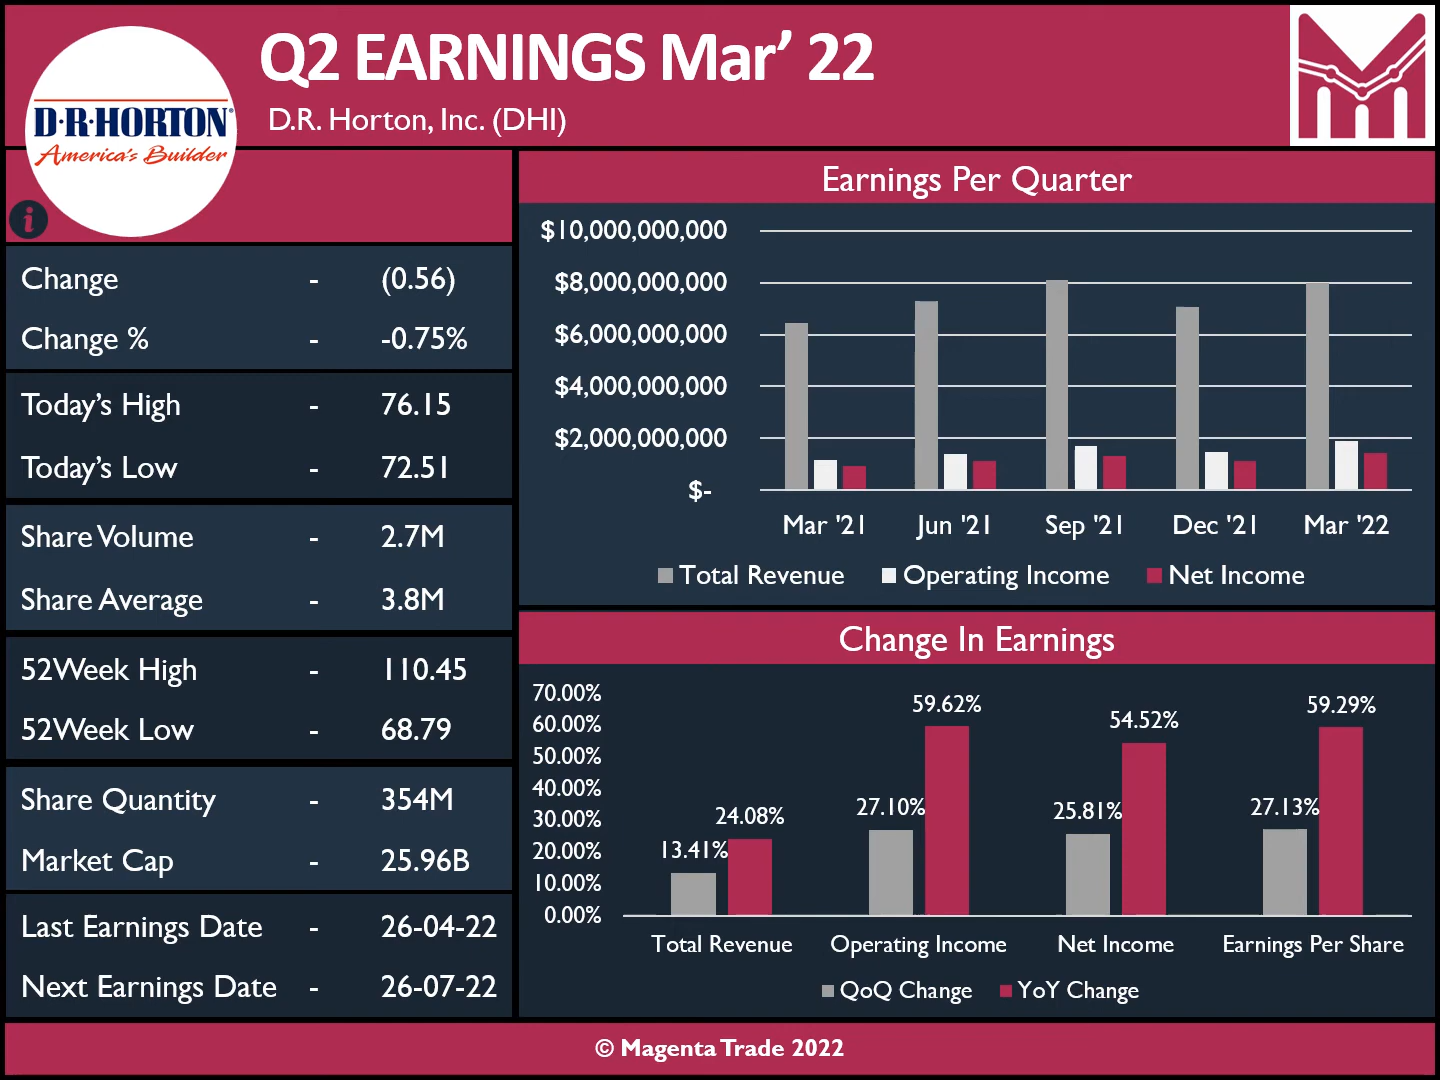 Q2 EARNINGS Mar’ 22
D.R. Horton, Inc. (DHI)
D·R·HORTON®
America's Builder
i
Change - (0.56)
Change % - -0.75%
Today’s High - 76.15
Today’s Low - 72.51
Share Volume - 2.7M
Share Average - 3.8M
52Week High - 110.45
52Week Low - 68.79
Share Quantity - 354M
Market Cap - 25.96B
Last Earnings Date - 26-04-22
Next Earnings Date - 26-07-22
Earnings Per Quarter
$10,000,000,000
$8,000,000,000
$6,000,000,000
$4,000,000,000
$2,000,000,000
$-
Mar '21 Jun '21 Sep '21 Dec '21 Mar '22
Total Revenue Operating Income Net Income
Change In Earnings
70.00%
60.00%
50.00%
40.00%
30.00%
20.00%
10.00%
0.00%
13.41% 24.08% 27.10% 59.62% 25.81% 54.52% 27.13% 59.29%
Total Revenue Operating Income Net Income Earnings Per Share
QoQ Change YoY Change
© Magenta Trade 2022